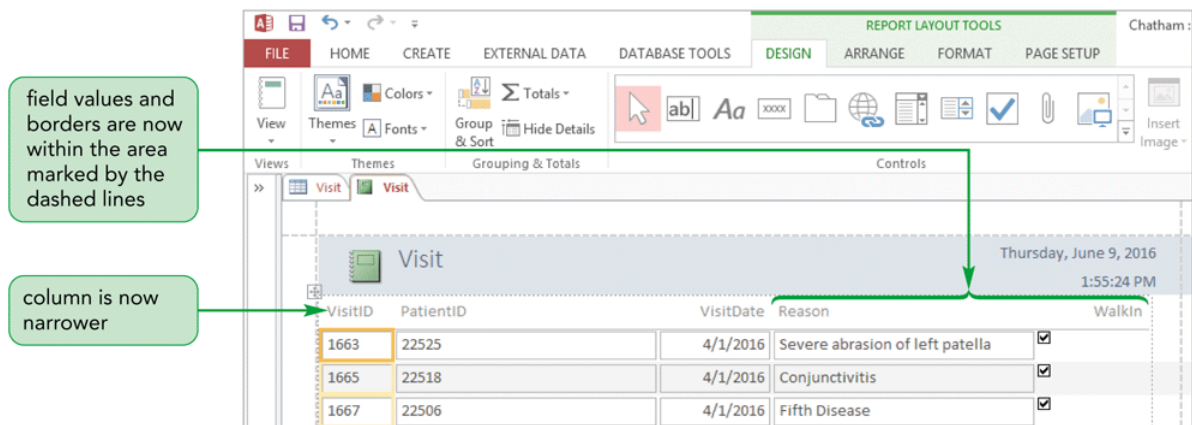 REPORT LAYOUT TOOLS
Chatham :
FILE HOME CREATE EXTERNAL DATA DATABASE TOOLS DESIGN ARRANGE FORMAT PAGE SETUP
field values and
borders are now
within the area
marked by the
dashed lines
View
Aa
Themes
Colors
A Fonts
Group
& Sort
Σ Totals
Hide Details
ab
Aa
xxxx
Insert
Image
Views Themes Grouping & Totals Controls
» Visit Visit
Visit
Thursday, June 9, 2016
1:55:24 PM
column is now
narrower
VisitID PatientID VisitDate Reason WalkIn
1663 22525 4/1/2016 Severe abrasion of left patella
1665 22518 4/1/2016 Conjunctivitis
1667 22506 4/1/2016 Fifth Disease